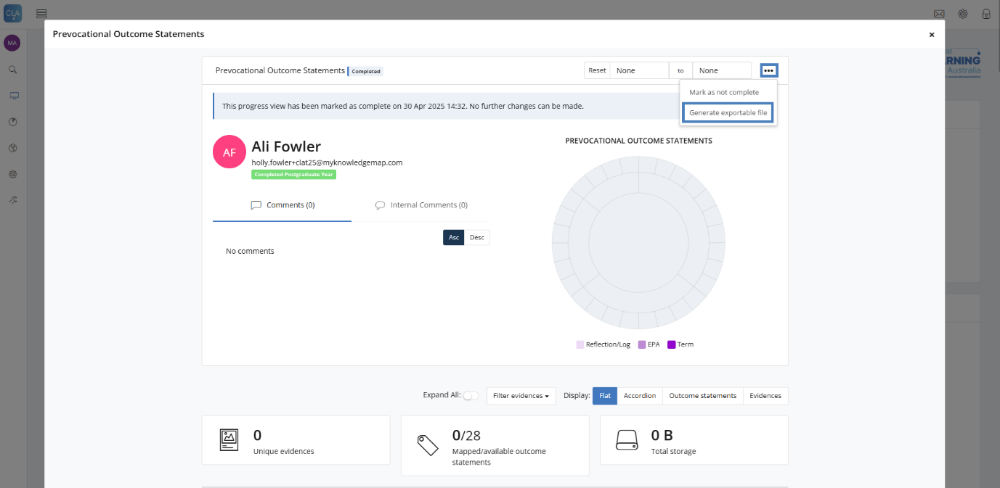 CLA
MA
Prevocational Outcome Statements
×
al
RNING
Australia
Prevocational Outcome Statements Completed
Reset None to None •••
Mark as not complete
Generate exportable file
This progress view has been marked as complete on 30 Apr 2025 14:32. No further changes can be made.
AF
Ali Fowler
holly.fowler+clat25@myknowledgemap.com
Completed Postgraduate Year
Comments (0) Internal Comments (0)
Asc Desc
No comments
PREVOCATIONAL OUTCOME STATEMENTS
Reflection/Log EPA Term
Expand All: Filter evidences Display: Flat Accordion Outcome statements Evidences
0
Unique evidences
0/28
Mapped/available outcome
statements
0 B
Total storage